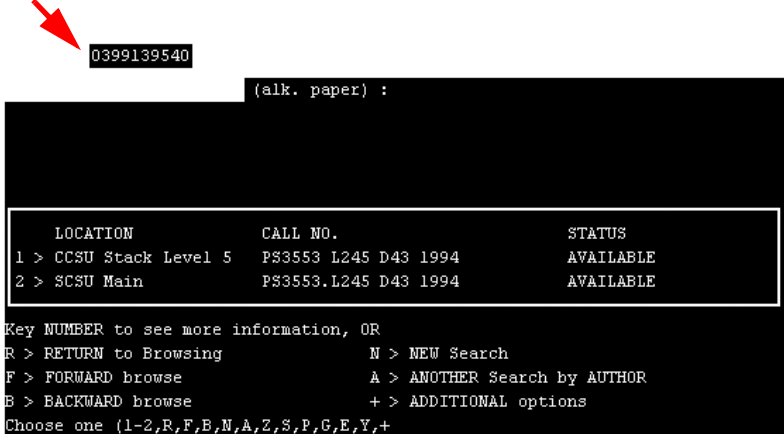 0399139540
(alk. paper) :
LOCATION CALL NO. STATUS
1 > CCSU Stack Level 5 PS3553 L245 D43 1994 AVAILABLE
2 > SCSU Main PS3553.L245 D43 1994 AVAILABLE
Key NUMBER to see more information, OR
R > RETURN to Browsing N > NEW Search
F > FORWARD browse A > ANOTHER Search by AUTHOR
B > BACKWARD browse + > ADDITIONAL options
Choose one (1-2,R,F,B,N,A,Z,S,P,G,E,Y,+